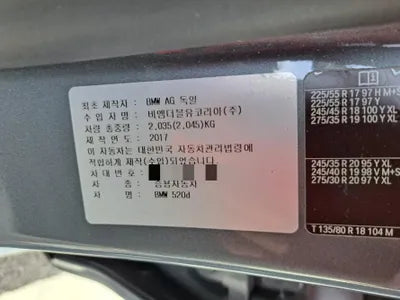 최초 제작자 : BMW AG 독일
수 입 자 : 비엠더블유코리아(주)
차량 총중량 : 2,035(2,045)KG
제작 연도 : 2017
이 자동차는 대한민국 자동차관리법령에
적합하게 제작(수입)되었습니다.
차 대 번 호 :
차 종 : 승용자동차
차 명 : BMW 520d
225/55 R 17 97 H M+S
225/55 R 17 97 Y
245/45 R 18 100 Y XL
275/35 R 19 100 Y XL
245/35 R 20 95 Y XL
245/40 R 19 98 V M+S
275/30 R 20 97 Y XL
T 135/80 R 18 104 M